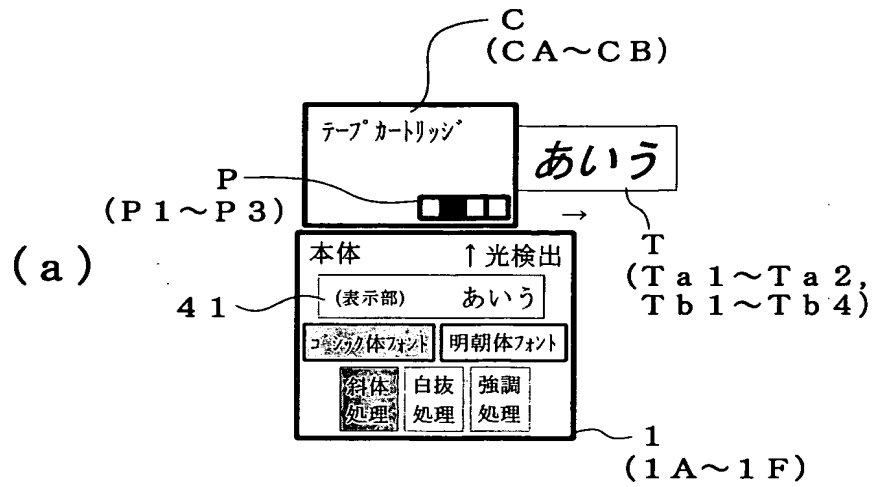 C
(CA~CB)
テープカートリッジ
あいう
P
(P1~P3)
→
T
(Ta1~Ta2,
Tb1~Tb4)
(a)
本体 ↑光検出
41
(表示部) あいう
ゴシック体フォント 明朝体フォント
斜体処理 白抜処理 強調処理
1
(1A~1F)